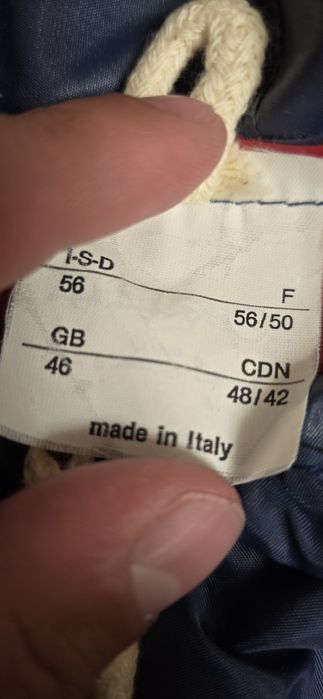 I-S-D
56
F
56/50
GB
46
CDN
48/42
made in Italy